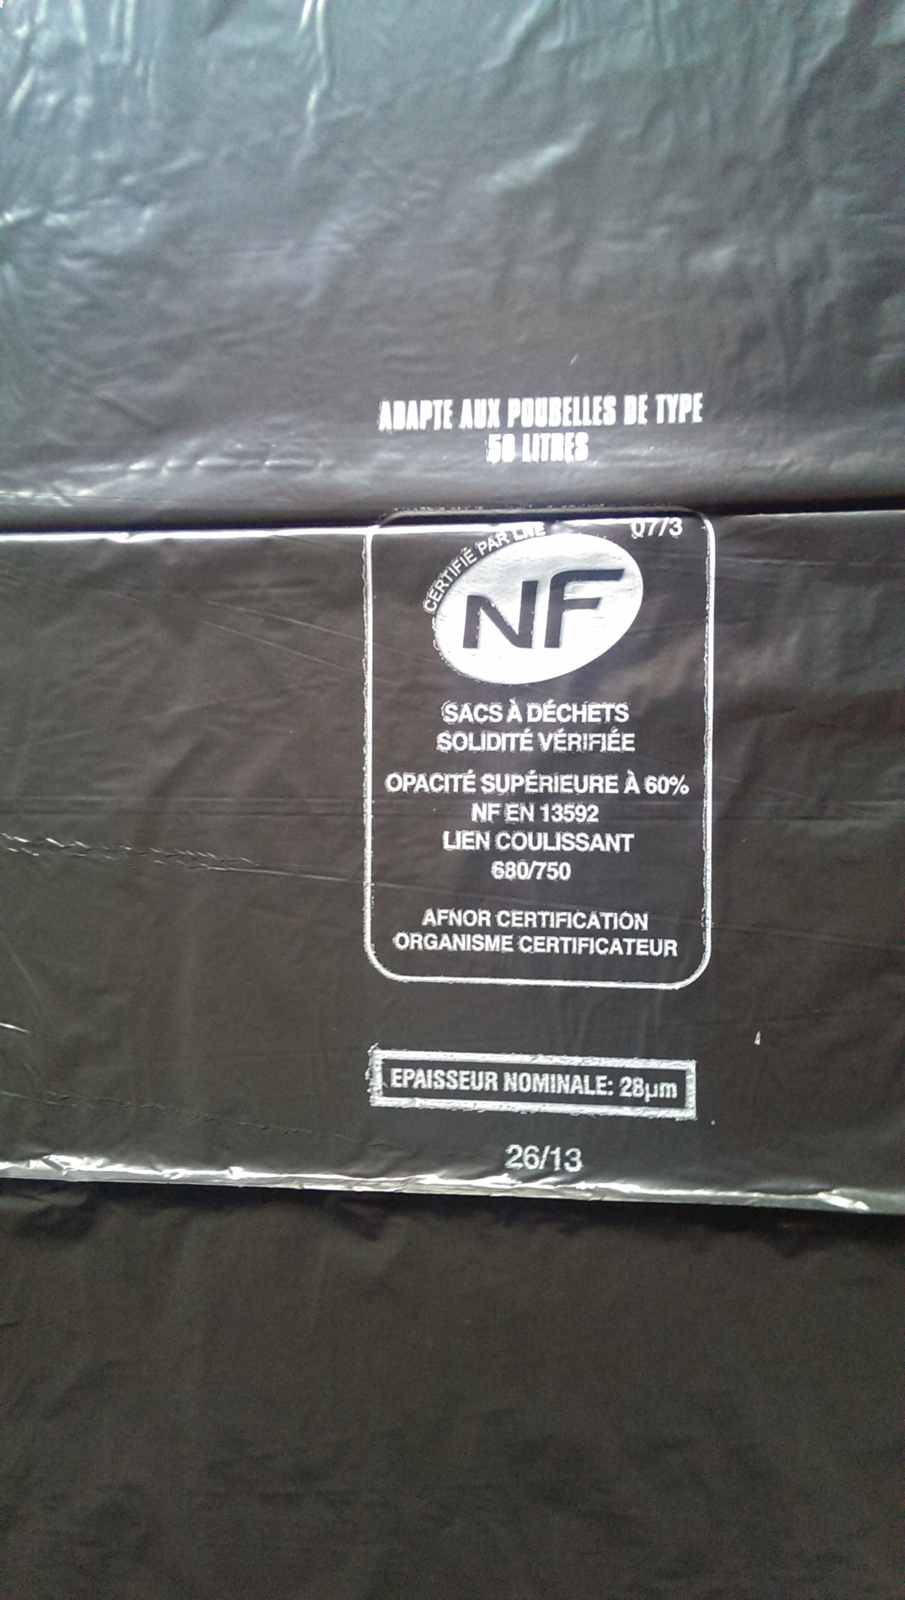 ADAPTE AUX POUBELLES DE TYPE
50 LITRES
CERTIFIÉ PAR LNE
07/3
NF
SACS À DÉCHETS
SOLIDITÉ VÉRIFIÉE
OPACITÉ SUPÉRIEURE À 60%
NF EN 13592
LIEN COULISSANT
680/750
AFNOR CERTIFICATION
ORGANISME CERTIFICATEUR
EPAISSEUR NOMINALE: 28µm
26/13